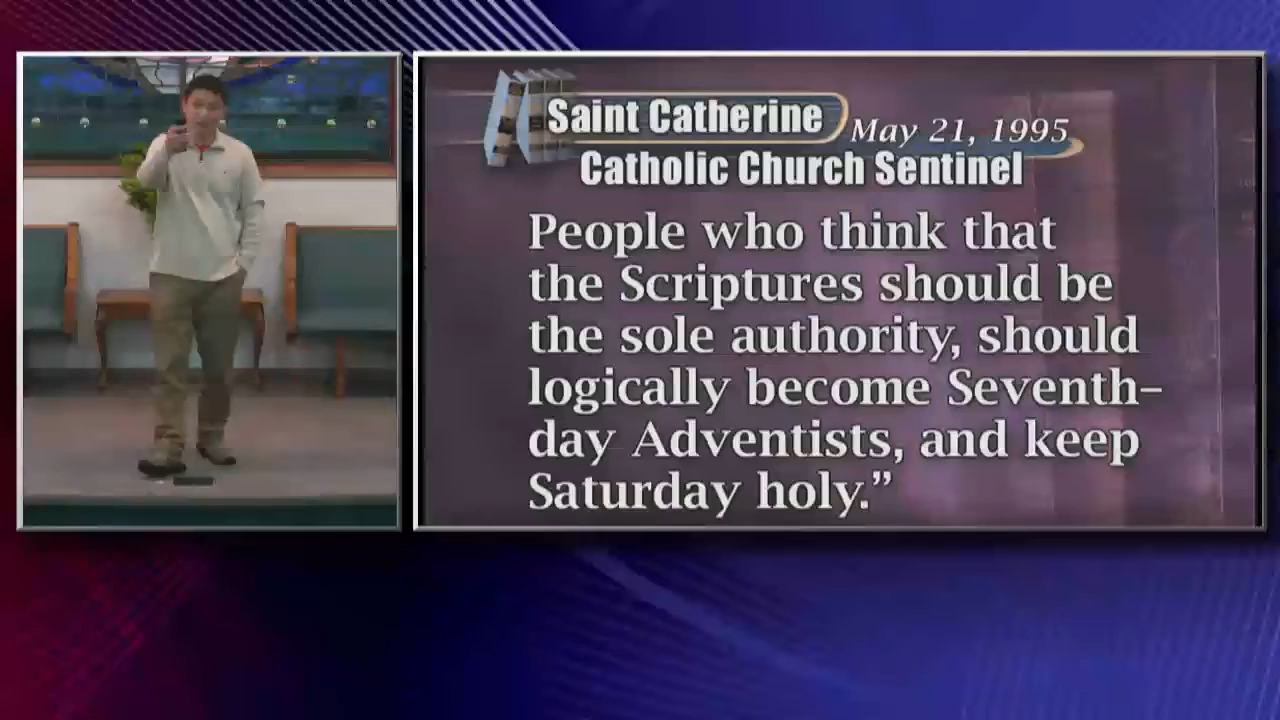 Saint Catherine
May 21, 1995
Catholic Church Sentinel
People who think that
the Scriptures should be
the sole authority, should
logically become Seventh–
day Adventists, and keep
Saturday holy.”